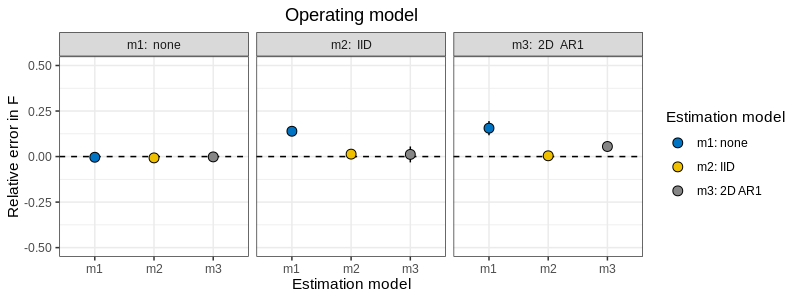 Operating model
m1: none
m2: IID
m3: 2D AR1
Relative error in F
0.50
0.25
0.00
-0.25
-0.50
m1 m2 m3
m1 m2 m3
m1 m2 m3
Estimation model
Estimation model
m1: none
m2: IID
m3: 2D AR1